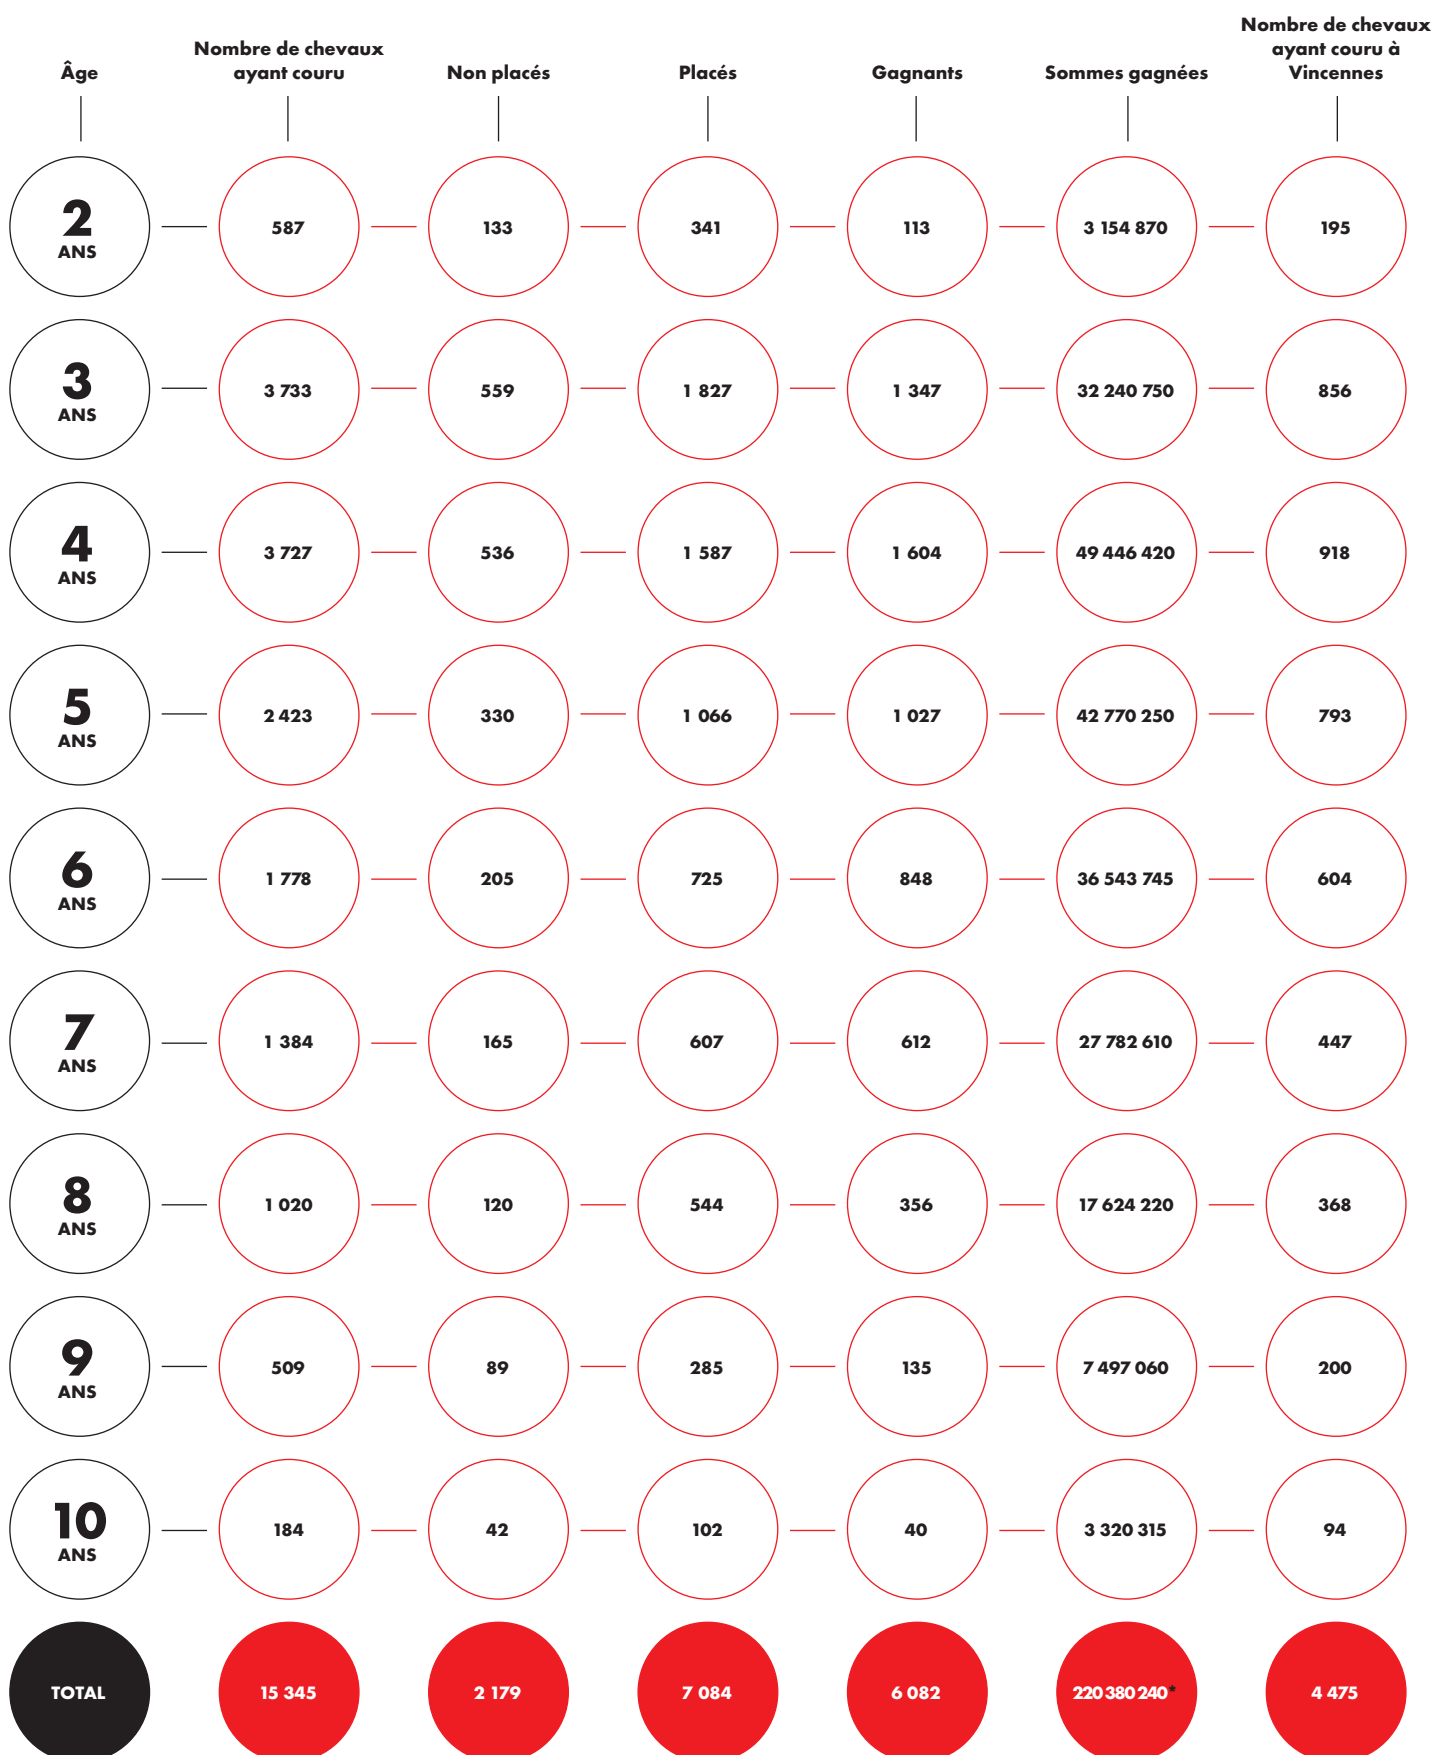 Âge
Nombre de chevaux
ayant couru
Non placés
Placés
Gagnants
Sommes gagnées
Nombre de chevaux
ayant couru à
Vincennes
2
ANS
587
133
341
113
3 154 870
195
3
ANS
3 733
559
1 827
1 347
32 240 750
856
4
ANS
3 727
536
1 587
1 604
49 446 420
918
5
ANS
2 423
330
1 066
1 027
42 770 250
793
6
ANS
1 778
205
725
848
36 543 745
604
7
ANS
1 384
165
607
612
27 782 610
447
8
ANS
1 020
120
544
356
17 624 220
368
9
ANS
509
89
285
135
7 497 060
200
10
ANS
184
42
102
40
3 320 315
94
TOTAL
15 345
2 179
7 084
6 082
220 380 240*
4 475